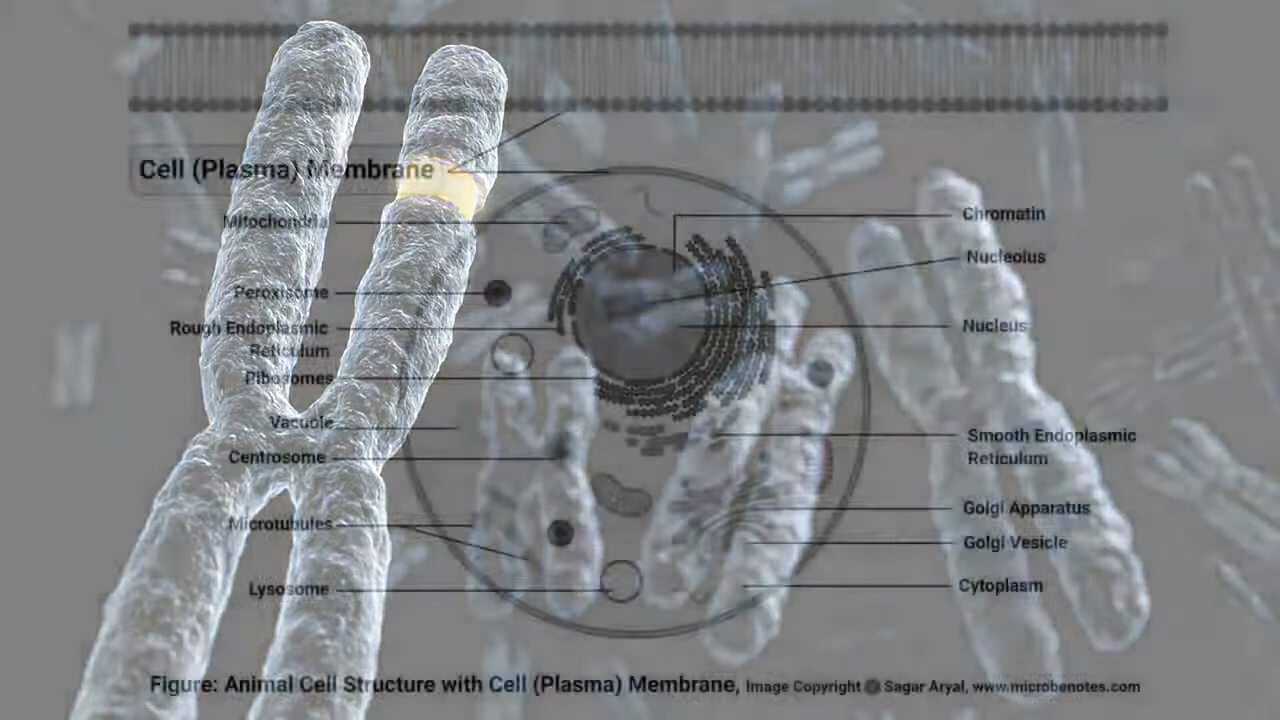 Cell (Plasma) Membrane
Mitochondria
Peroxisome
Rough Endoplasmic
Reticulum
Ribosomes
Vacuole
Centrosome
Microtubules
Lysosome
Chromatin
Nucleolus
Nucleus
Smooth Endoplasmic
Reticulum
Golgi Apparatus
Golgi Vesicle
Cytoplasm
Figure: Animal Cell Structure with Cell (Plasma) Membrane, Image Copyright @ Sagar Aryal, www.microbenotes.com